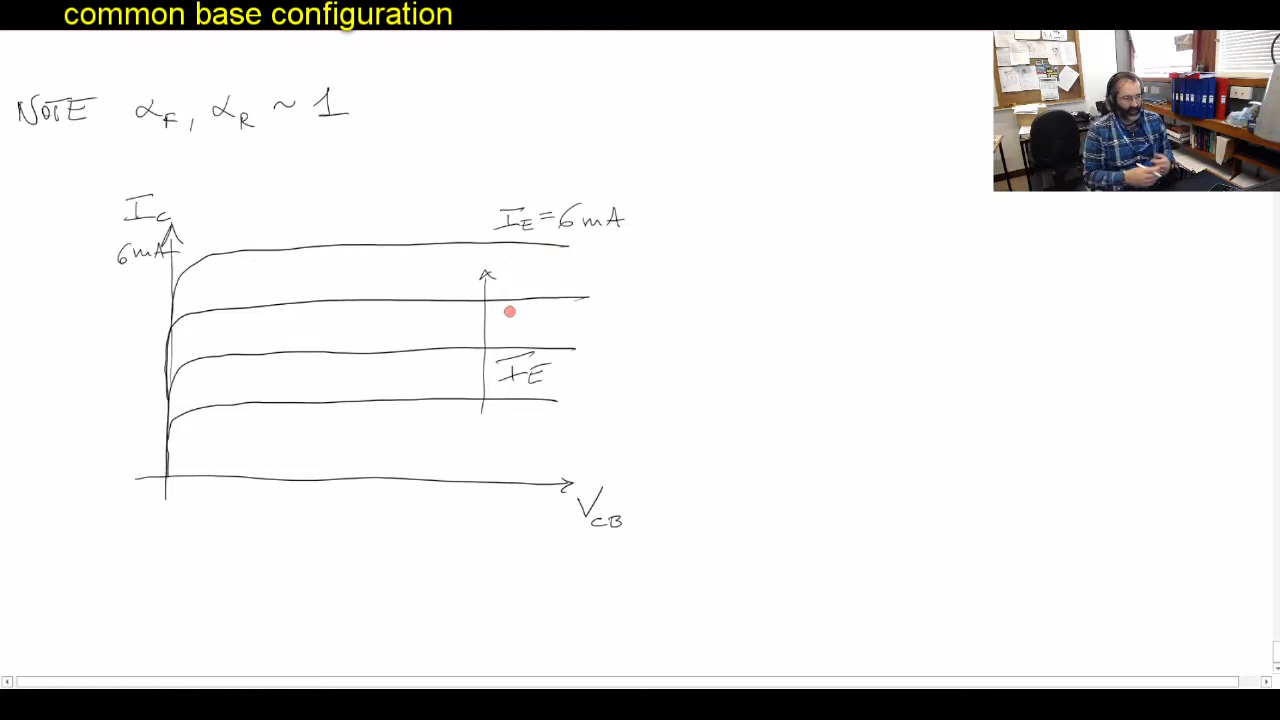 common base configuration
NOTE α_F, α_R ~ 1
I_C
I_E = 6mA
6mA
I_E
V_CB